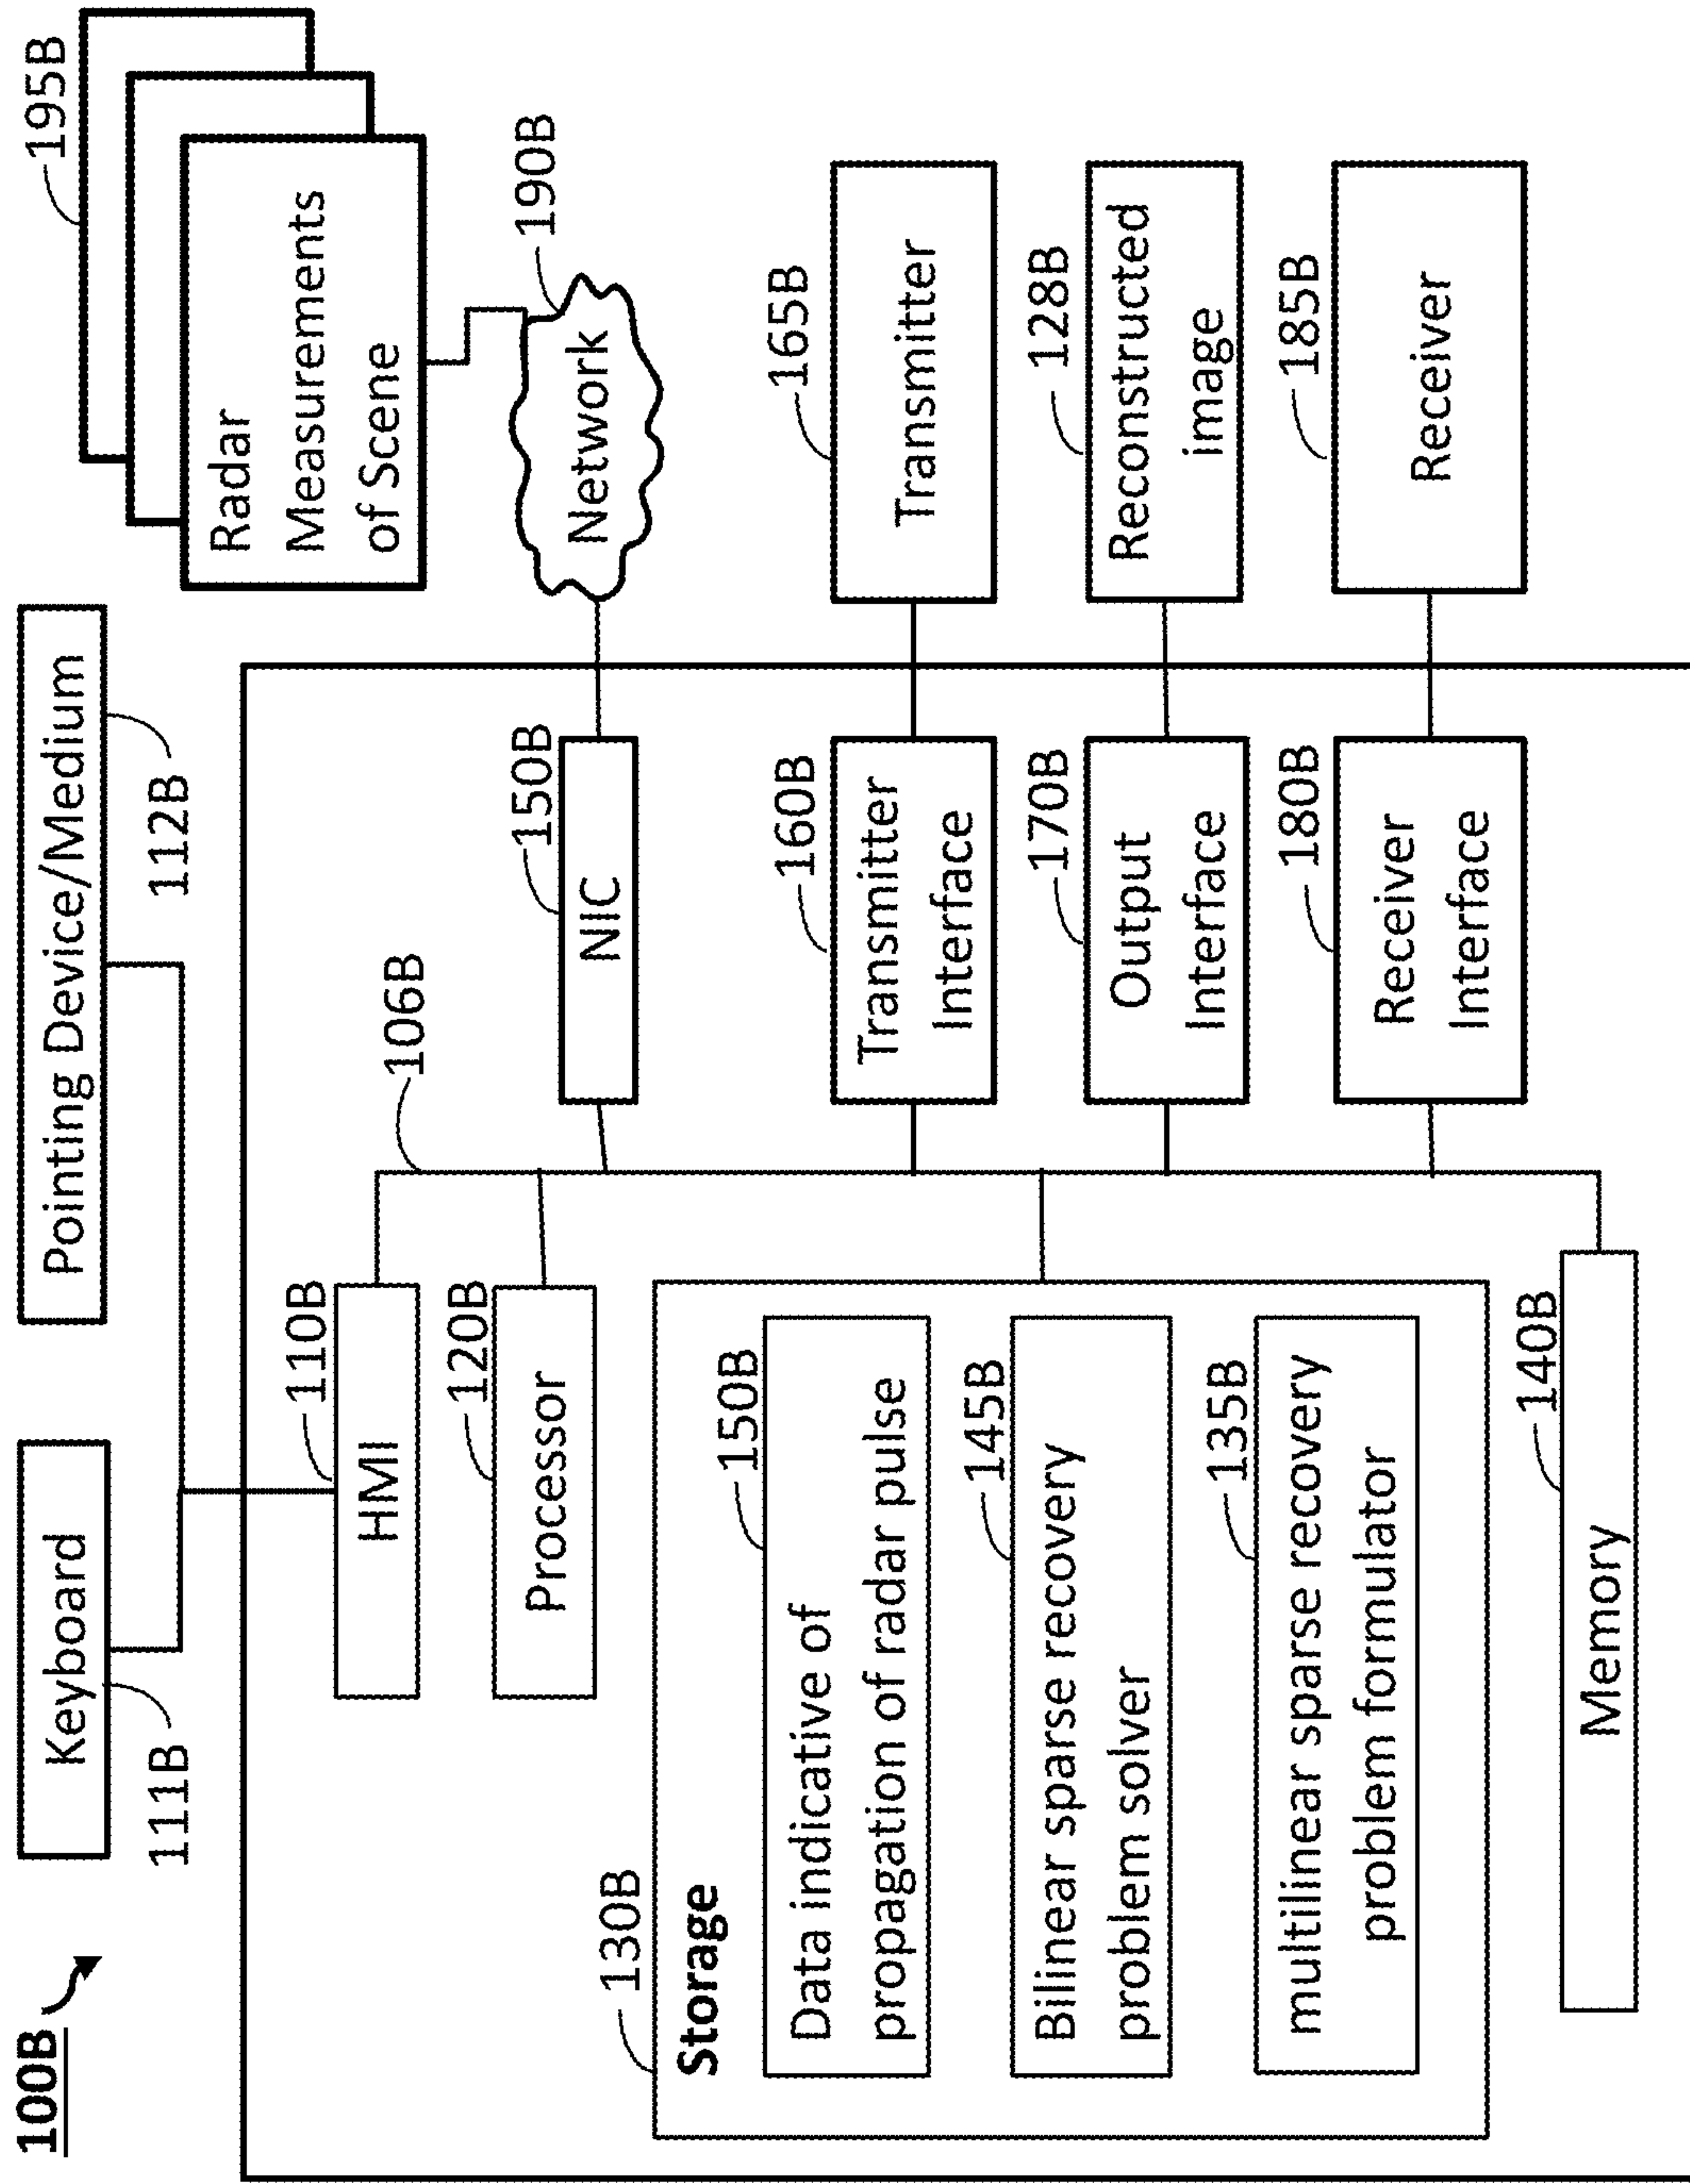 100B
Keyboard
111B
Pointing Device/Medium
112B
195B
Radar
Measurements
of Scene
110B
HMI
106B
120B
Processor
150B
NIC
190B
Network
130B
Storage
150B
Data indicative of
propagation of radar pulse
145B
Bilinear sparse recovery
problem solver
135B
multilinear sparse recovery
problem formulator
140B
Memory
160B
Transmitter
Interface
165B
Transmitter
170B
Output
Interface
128B
Reconstructed
image
180B
Receiver
Interface
185B
Receiver